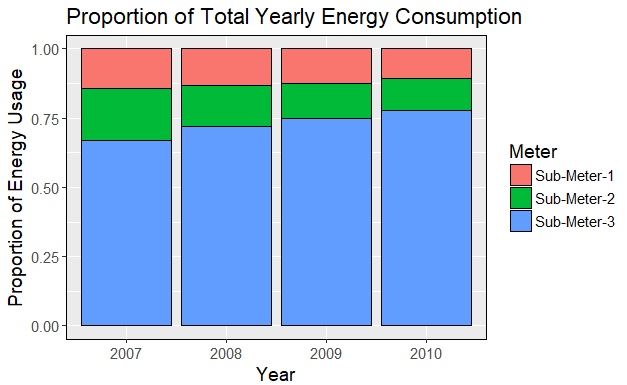 Proportion of Total Yearly Energy Consumption
Proportion of Energy Usage
1.00
0.75
0.50
0.25
0.00
2007
2008
2009
2010
Year
Meter
Sub-Meter-1
Sub-Meter-2
Sub-Meter-3